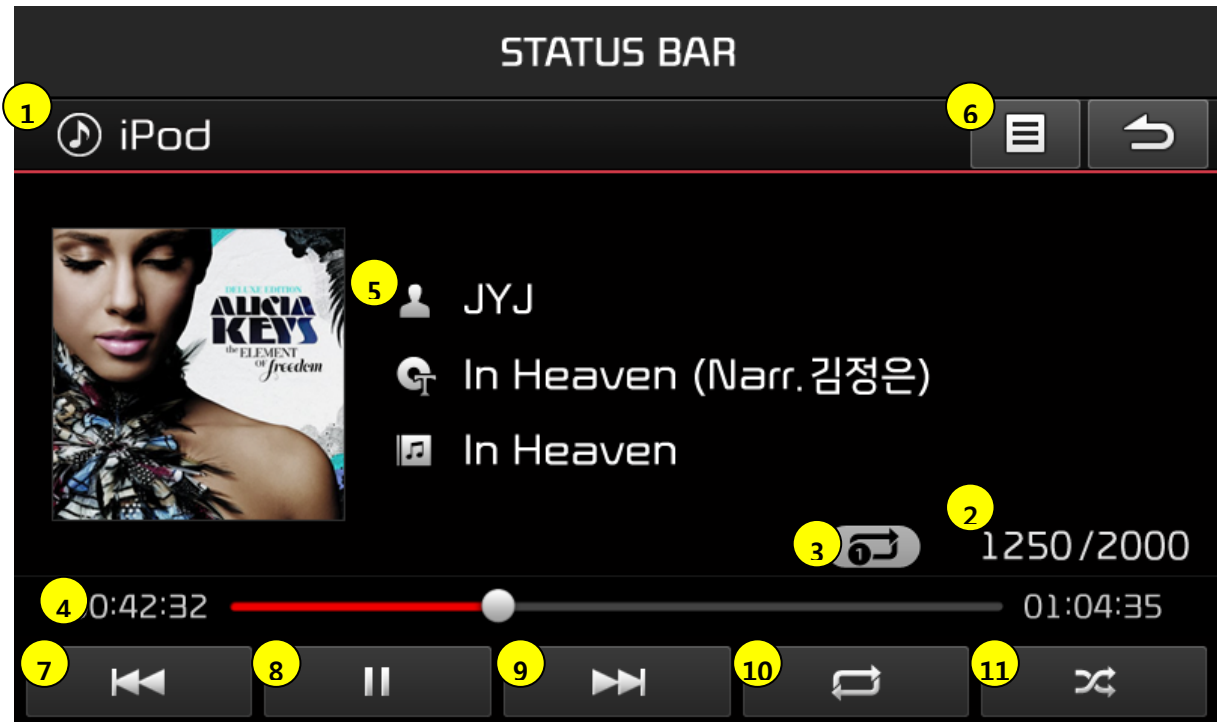 STATUS BAR
1
iPod
6
DELUXE EDITION
ALICIA
KEYS
the ELEMENT
OF freedom
5
JYJ
In Heaven (Narr.김정은)
In Heaven
3
1
2
1250/2000
4
0:42:32
01:04:35
7
8
9
10
11